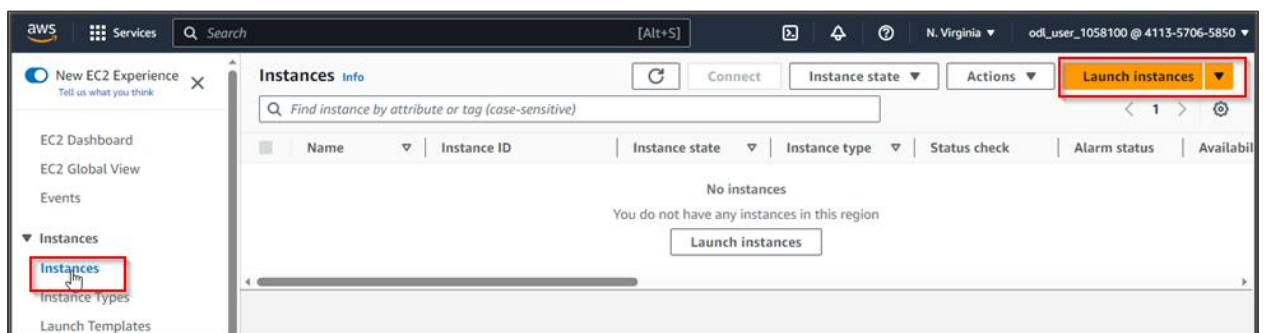 aws Services Search [Alt+S] N. Virginia ▼ odl_user_1058100 @ 4113-5706-5850 ▼
New EC2 Experience
Tell us what you think
EC2 Dashboard
EC2 Global View
Events
▼ Instances
Instances
Instance Types
Launch Templates
Instances Info Connect Instance state ▼ Actions ▼ Launch instances ▼
Find instance by attribute or tag (case-sensitive)
< 1 >
Name Instance ID Instance state Instance type Status check Alarm status Availabil
No instances
You do not have any instances in this region
Launch instances